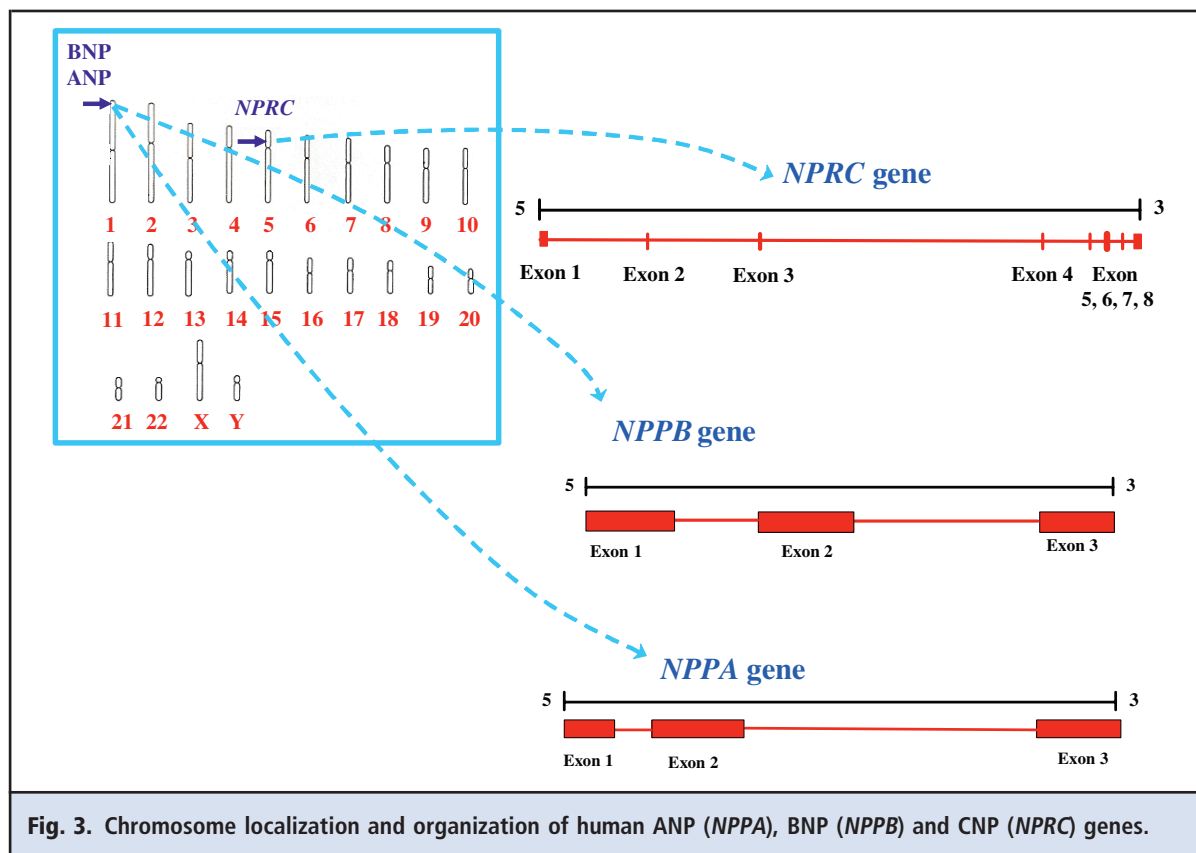 BNP
ANP
NPRC
1 2 3 4 5 6 7 8 9 10
11 12 13 14 15 16 17 18 19 20
21 22 X Y
NPRC gene
5 3
Exon 1 Exon 2 Exon 3 Exon 4 Exon
5, 6, 7, 8
NPPB gene
5 3
Exon 1 Exon 2 Exon 3
NPPA gene
5 3
Exon 1 Exon 2 Exon 3
Fig. 3. Chromosome localization and organization of human ANP (NPPA), BNP (NPPB) and CNP (NPRC) genes.